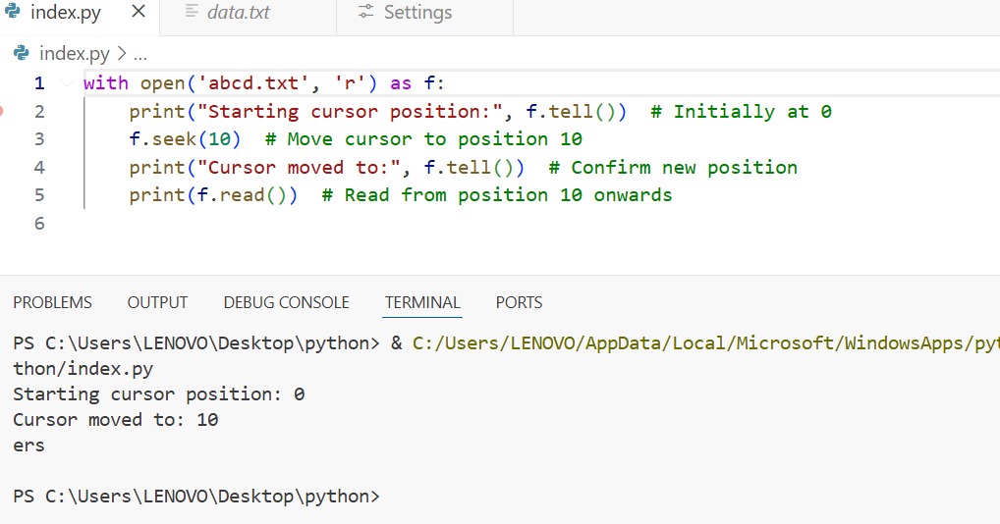 index.py
data.txt
Settings
index.py > ...
1 with open('abcd.txt', 'r') as f:
2     print("Starting cursor position:", f.tell())  # Initially at 0
3     f.seek(10)  # Move cursor to position 10
4     print("Cursor moved to:", f.tell())  # Confirm new position
5     print(f.read())  # Read from position 10 onwards
6
PROBLEMS OUTPUT DEBUG CONSOLE TERMINAL PORTS
PS C:\Users\LENOVO\Desktop\python> & C:/Users/LENOVO/AppData/Local/Microsoft/WindowsApps/pyt
thon/index.py
Starting cursor position: 0
Cursor moved to: 10
ers
PS C:\Users\LENOVO\Desktop\python>